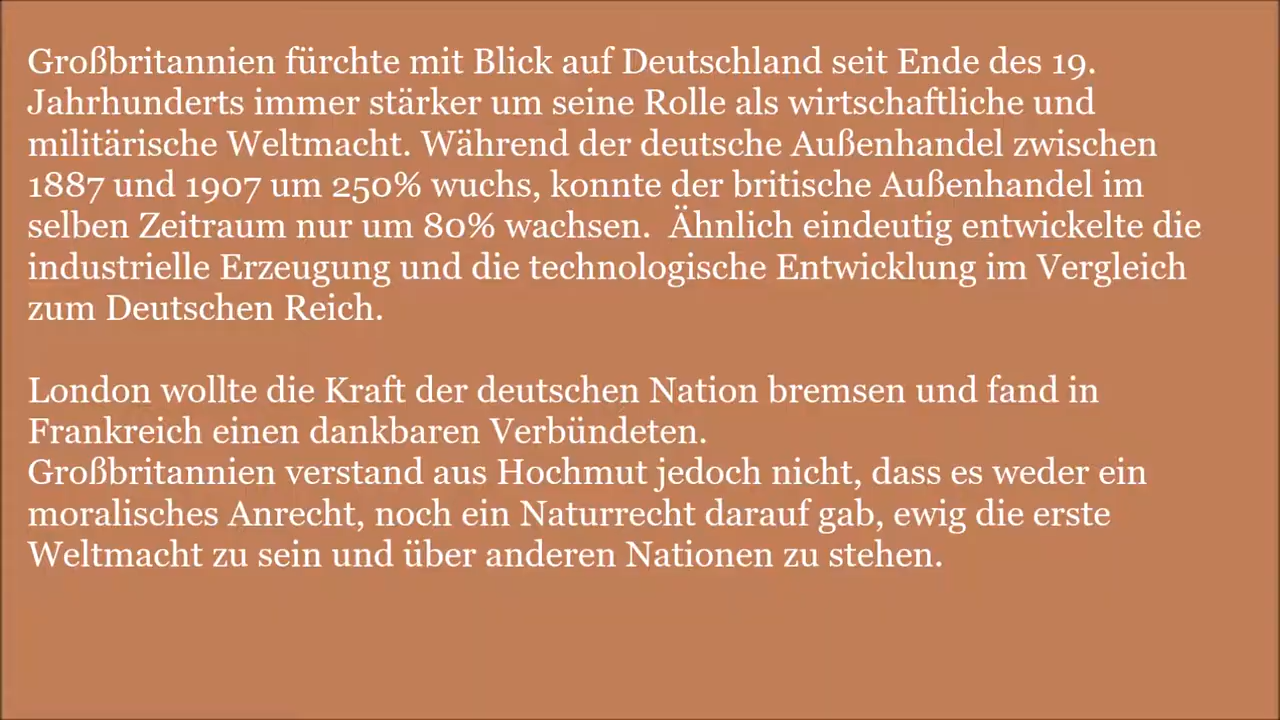 Großbritannien fürchte mit Blick auf Deutschland seit Ende des 19.
Jahrhunderts immer stärker um seine Rolle als wirtschaftliche und
militärische Weltmacht. Während der deutsche Außenhandel zwischen
1887 und 1907 um 250% wuchs, konnte der britische Außenhandel im
selben Zeitraum nur um 80% wachsen.  Ähnlich eindeutig entwickelte die
industrielle Erzeugung und die technologische Entwicklung im Vergleich
zum Deutschen Reich.
London wollte die Kraft der deutschen Nation bremsen und fand in
Frankreich einen dankbaren Verbündeten.
Großbritannien verstand aus Hochmut jedoch nicht, dass es weder ein
moralisches Anrecht, noch ein Naturrecht darauf gab, ewig die erste
Weltmacht zu sein und über anderen Nationen zu stehen.